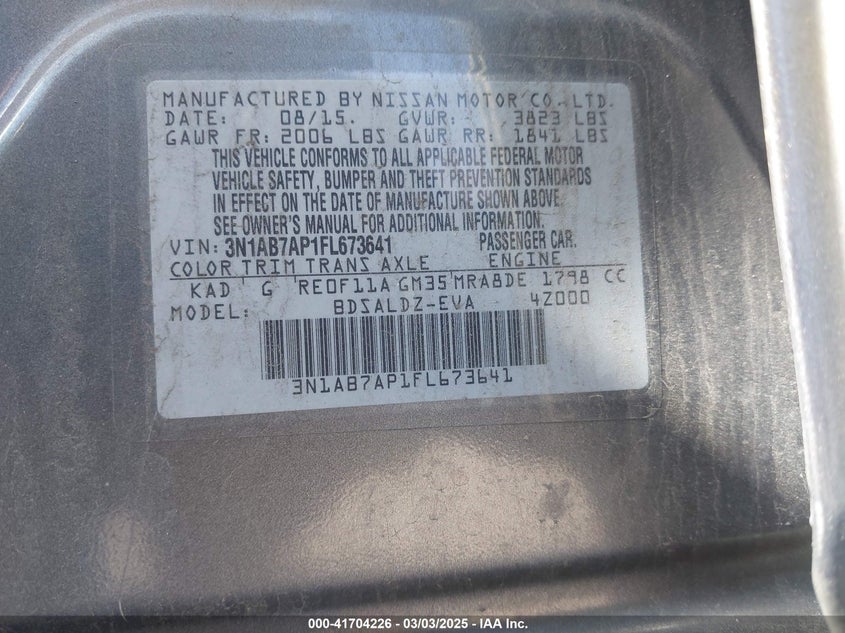 MANUFACTURED BY NISSAN MOTOR CO., LTD.
DATE: 08/15. GVWR: 3823 LBS
GAWR FR: 2006 LBS GAWR RR: 1841 LBS
THIS VEHICLE CONFORMS TO ALL APPLICABLE FEDERAL MOTOR
VEHICLE SAFETY, BUMPER AND THEFT PREVENTION STANDARDS
IN EFFECT ON THE DATE OF MANUFACTURE SHOWN ABOVE.
SEE OWNER'S MANUAL FOR ADDITIONAL INFORMATION.
VIN: 3N1AB7AP1FL673641 PASSENGER CAR.
COLOR TRIM TRANS AXLE ENGINE
KAD G RE0F11A GM35 MRA8DE 1798 CC
MODEL: BDSALDZ-EVA 4Z000
3N1AB7AP1FL673641
000-41704226 - 03/03/2025 - IAA Inc.